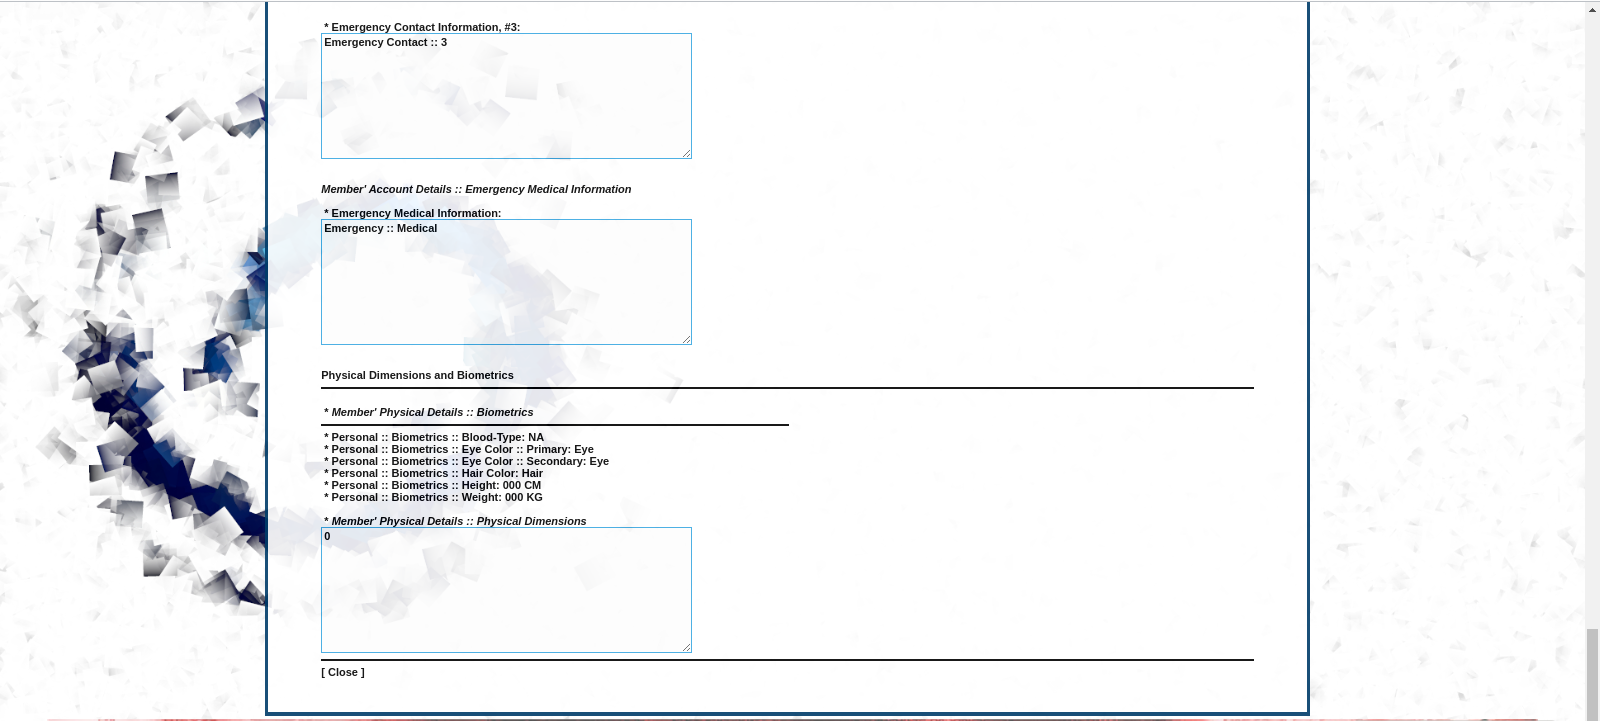 * Emergency Contact Information, #3:
Emergency Contact :: 3
Member' Account Details :: Emergency Medical Information
* Emergency Medical Information:
Emergency :: Medical
Physical Dimensions and Biometrics
* Member' Physical Details :: Biometrics
* Personal :: Biometrics :: Blood-Type: NA
* Personal :: Biometrics :: Eye Color :: Primary: Eye
* Personal :: Biometrics :: Eye Color :: Secondary: Eye
* Personal :: Biometrics :: Hair Color: Hair
* Personal :: Biometrics :: Height: 000 CM
* Personal :: Biometrics :: Weight: 000 KG
* Member' Physical Details :: Physical Dimensions
0
[ Close ]